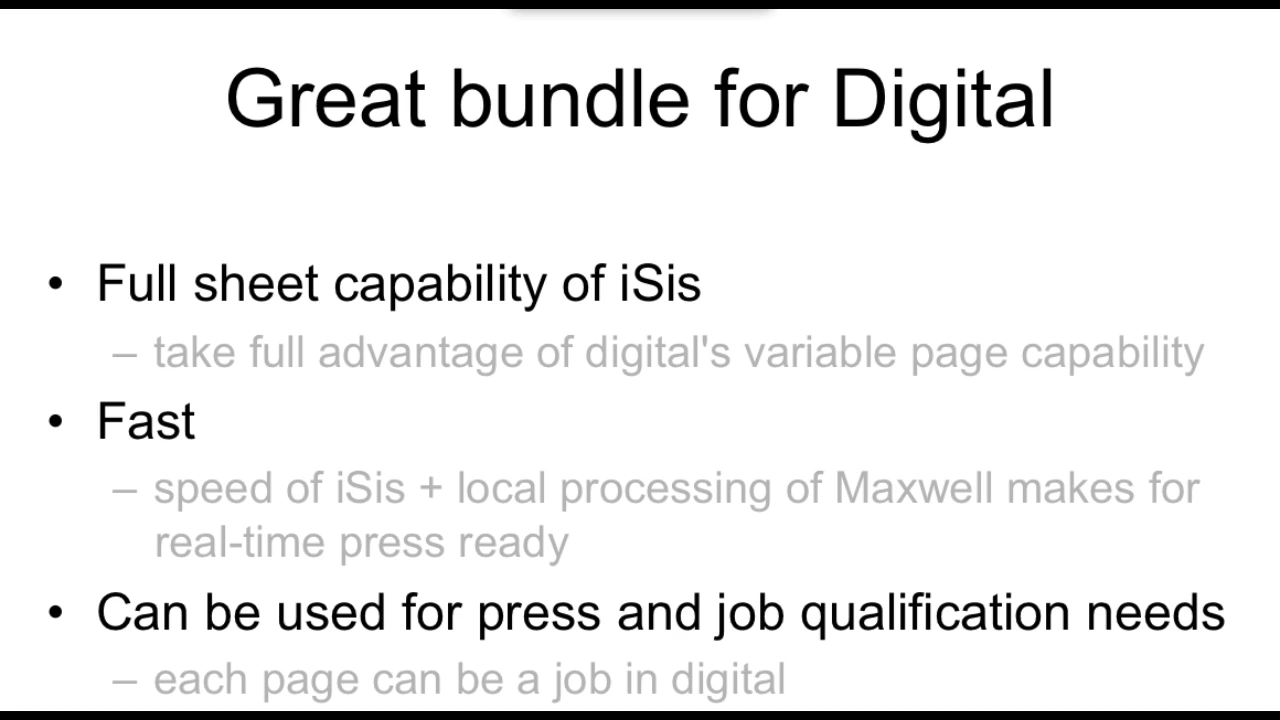 Great bundle for Digital
• Full sheet capability of iSis
– take full advantage of digital's variable page capability
• Fast
– speed of iSis + local processing of Maxwell makes for
real-time press ready
• Can be used for press and job qualification needs
– each page can be a job in digital